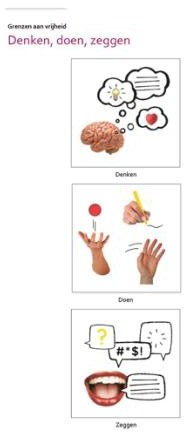 Grenzen aan vrijheid
Denken, doen, zeggen
Denken
Doen
?
#*$!
Zeggen